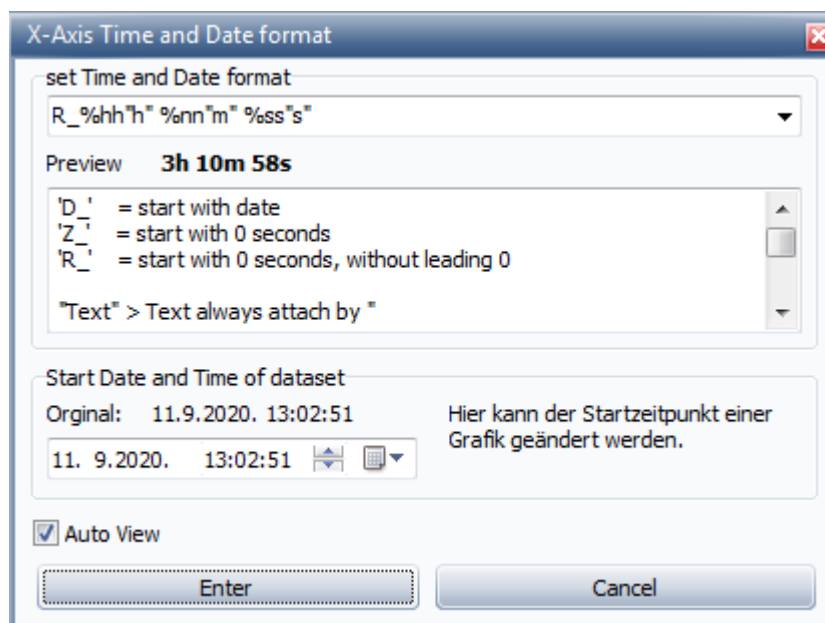 X-Axis Time and Date format
set Time and Date format
R_%hh"h" %nn"m" %ss"s"
Preview 3h 10m 58s
'D_' = start with date
'Z_' = start with 0 seconds
'R_' = start with 0 seconds, without leading 0
"Text" > Text always attach by "
Start Date and Time of dataset
Orginal: 11.9.2020. 13:02:51
Hier kann der Startzeitpunkt einer
Grafik geändert werden.
11. 9.2020. 13:02:51
Auto View
Enter
Cancel